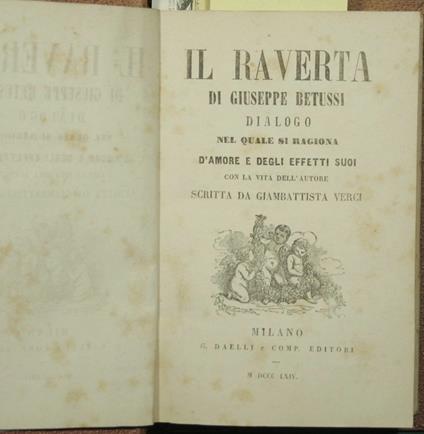 IL RAVERTA
DI GIUSEPPE BETUSSI
DIALOGO
NEL QUALE SI RAGIONA
D'AMORE E DEGLI EFFETTI SUOI
CON LA VITA DELL'AUTORE
SCRITTA DA GIAMBATTISTA VERCI
MILANO
G. DAELLI e COMP. EDITORI
M DCCC LXIV.